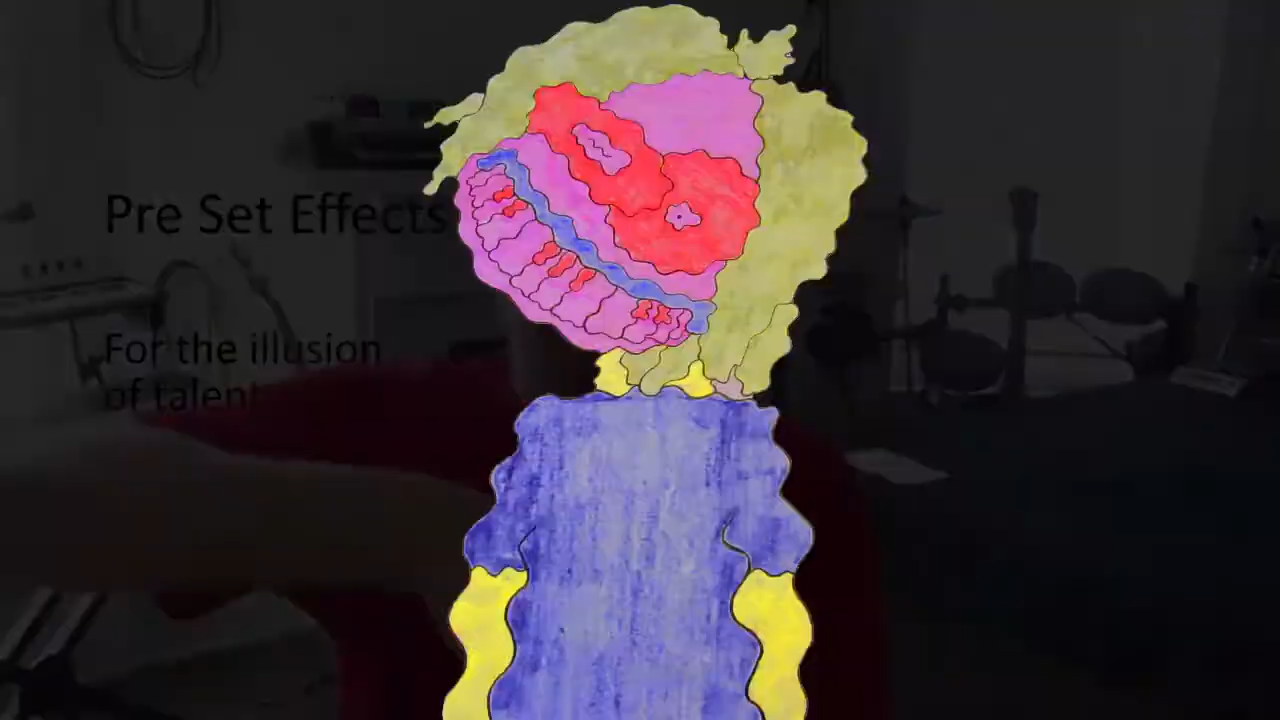 Pre Set Effects
For the illusion
of talent